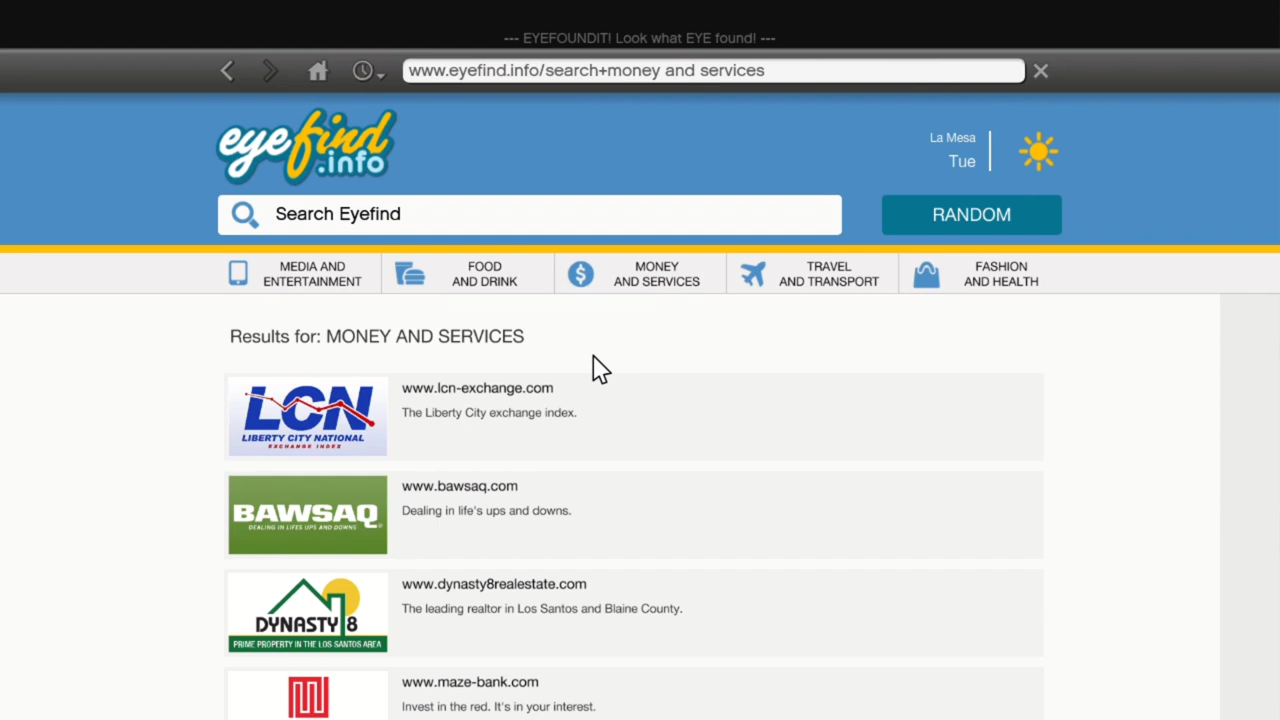 --- EYEFOUNDIT! Look what EYE found! ---
www.eyefind.info/search+money and services
eyefind
.info
La Mesa
Tue
Search Eyefind
RANDOM
MEDIA AND
ENTERTAINMENT
FOOD
AND DRINK
MONEY
AND SERVICES
TRAVEL
AND TRANSPORT
FASHION
AND HEALTH
Results for: MONEY AND SERVICES
LCN
LIBERTY CITY NATIONAL
EXCHANGE INDEX
www.lcn-exchange.com
The Liberty City exchange index.
BAWSAQ
DEALING IN LIFES UPS AND DOWNS
www.bawsaq.com
Dealing in life's ups and downs.
DYNASTY 8
PRIME PROPERTY IN THE LOS SANTOS AREA
www.dynasty8realestate.com
The leading realtor in Los Santos and Blaine County.
www.maze-bank.com
Invest in the red. It's in your interest.